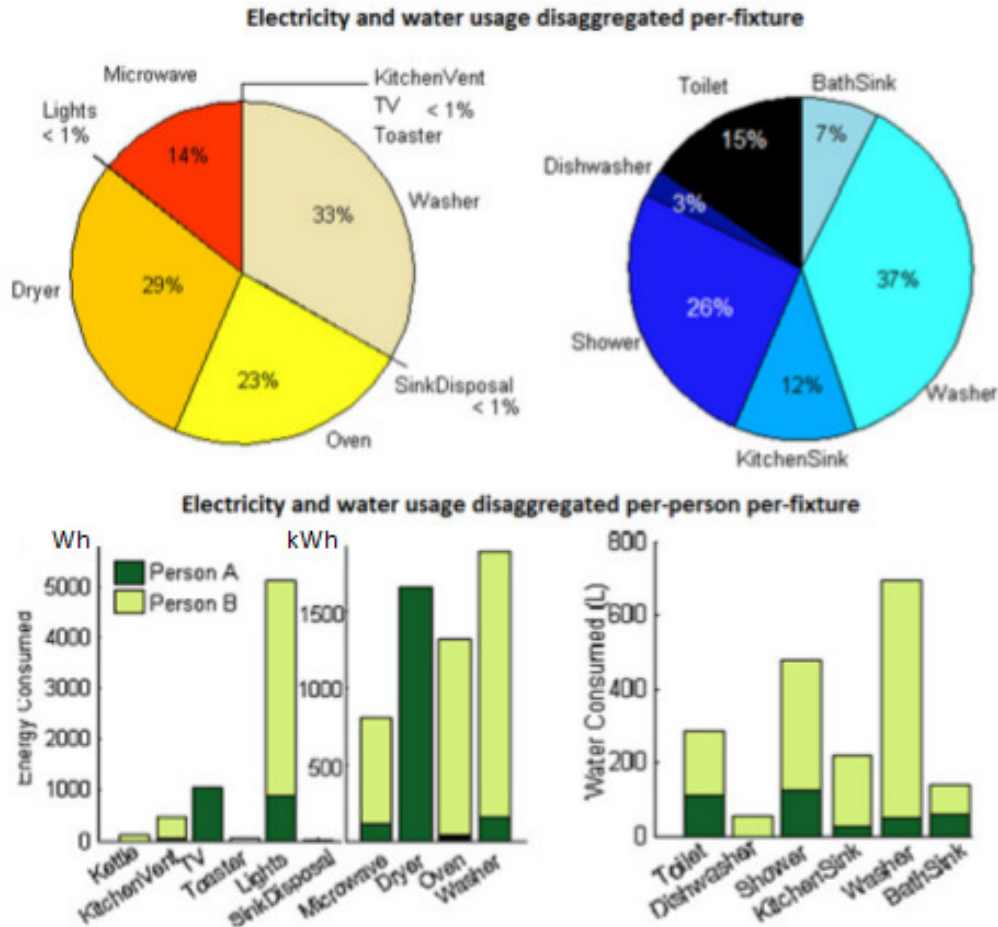 Electricity and water usage disaggregated per-fixture
Microwave
KitchenVent
TV < 1%
Toaster
Lights
< 1%
14%
Washer
33%
Dryer
29%
23%
SinkDisposal
< 1%
Oven
Toilet
BathSink
15%
7%
Dishwasher
3%
37%
26%
Shower
12%
Washer
KitchenSink
Electricity and water usage disaggregated per-person per-fixture
Wh
Person A
Person B
5000
4000
3000
2000
1000
0
Energy Consumed
Kettle
KitchenVent
TV
Toaster
Lights
SinkDisposal
kWh
1500
1000
500
Microwave
Dryer
Oven
Washer
800
600
400
200
0
Water Consumed (L)
Toilet
Dishwasher
Shower
KitchenSink
Washer
BathSink